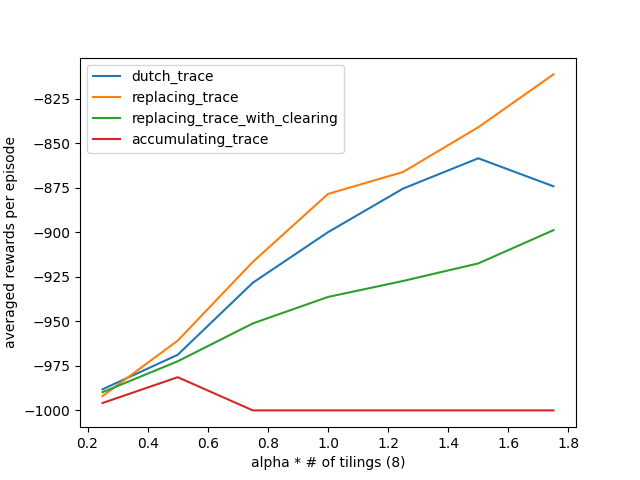 dutch_trace
replacing_trace
replacing_trace_with_clearing
accumulating_trace
−825
−850
−875
−900
−925
−950
−975
−1000
averaged rewards per episode
0.2 0.4 0.6 0.8 1.0 1.2 1.4 1.6 1.8
alpha * # of tilings (8)